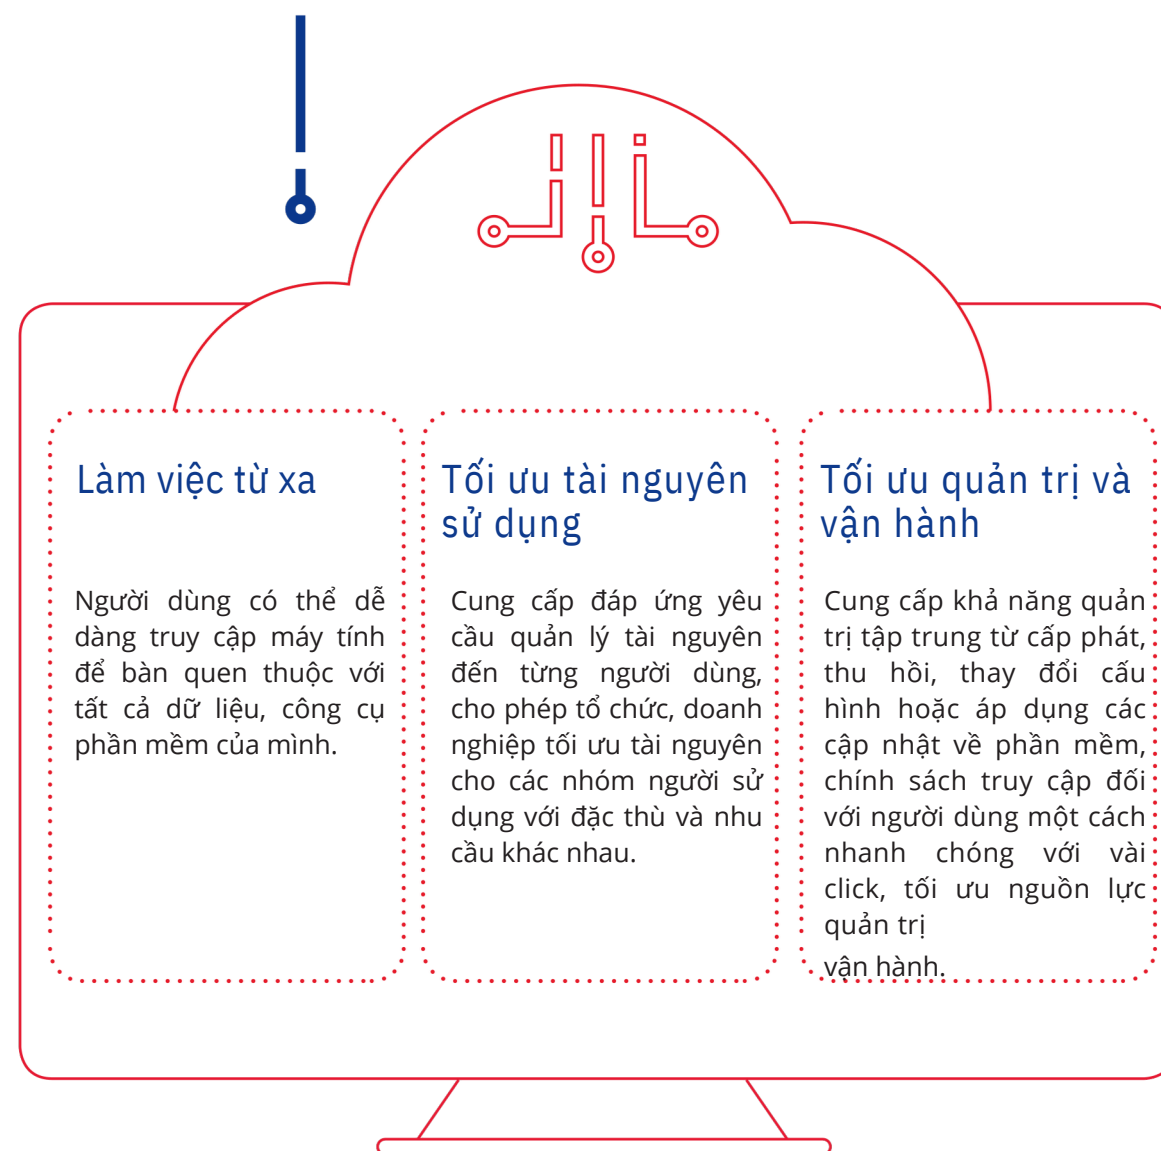 Làm việc từ xa
Người dùng có thể dễ
dàng truy cập máy tính
để bàn quen thuộc với
tất cả dữ liệu, công cụ
phần mềm của mình.
Tối ưu tài nguyên
sử dụng
Cung cấp đáp ứng yêu
cầu quản lý tài nguyên
đến từng người dùng,
cho phép tổ chức, doanh
nghiệp tối ưu tài nguyên
cho các nhóm người sử
dụng với đặc thù và nhu
cầu khác nhau.
Tối ưu quản trị và
vận hành
Cung cấp khả năng quản
trị tập trung từ cấp phát,
thu hồi, thay đổi cấu
hình hoặc áp dụng các
cập nhật về phần mềm,
chính sách truy cập đối
với người dùng một cách
nhanh chóng với vài
click, tối ưu nguồn lực
quản trị
vận hành.